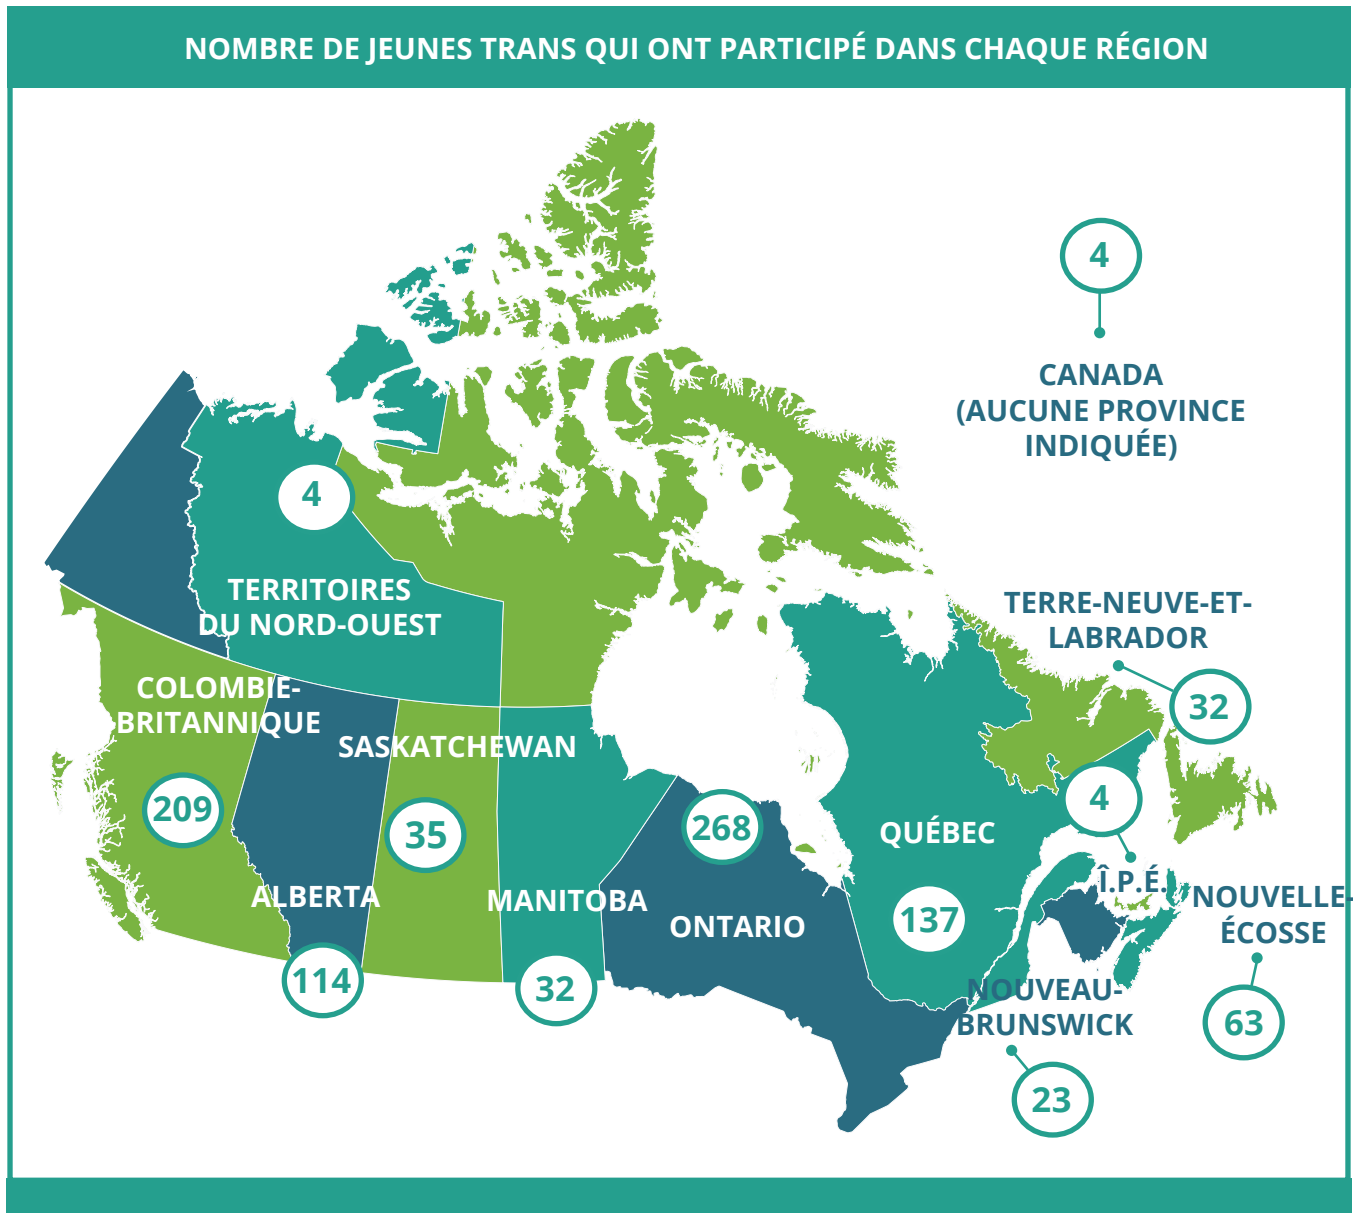 NOMBRE DE JEUNES TRANS QUI ONT PARTICIPÉ DANS CHAQUE RÉGION
4
CANADA
(AUCUNE PROVINCE
INDIQUÉE)
4
TERRITOIRES
DU NORD-OUEST
TERRE-NEUVE-ET-
LABRADOR
32
COLOMBIE-
BRITANNIQUE
209
SASKATCHEWAN
35
268
4
QUÉBEC
Î.P.É.
ALBERTA
114
MANITOBA
32
ONTARIO
137
NOUVELLE-
ÉCOSSE
63
NOUVEAU-
BRUNSWICK
23